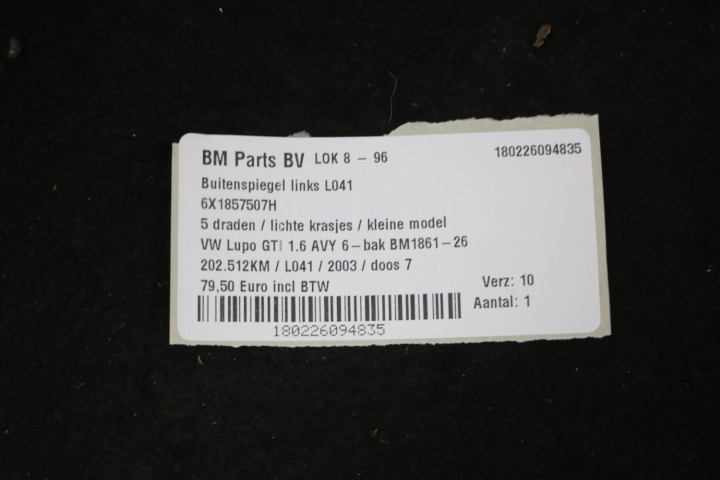 BM Parts BV LOK 8 – 96 180226094835
Buitenspiegel links L041
6X1857507H
5 draden / lichte krasjes / kleine model
VW Lupo GTI 1.6 AVY 6–bak BM1861–26
202.512KM / L041 / 2003 / doos 7
79,50 Euro incl BTW Verz: 10
Aantal: 1
180226094835